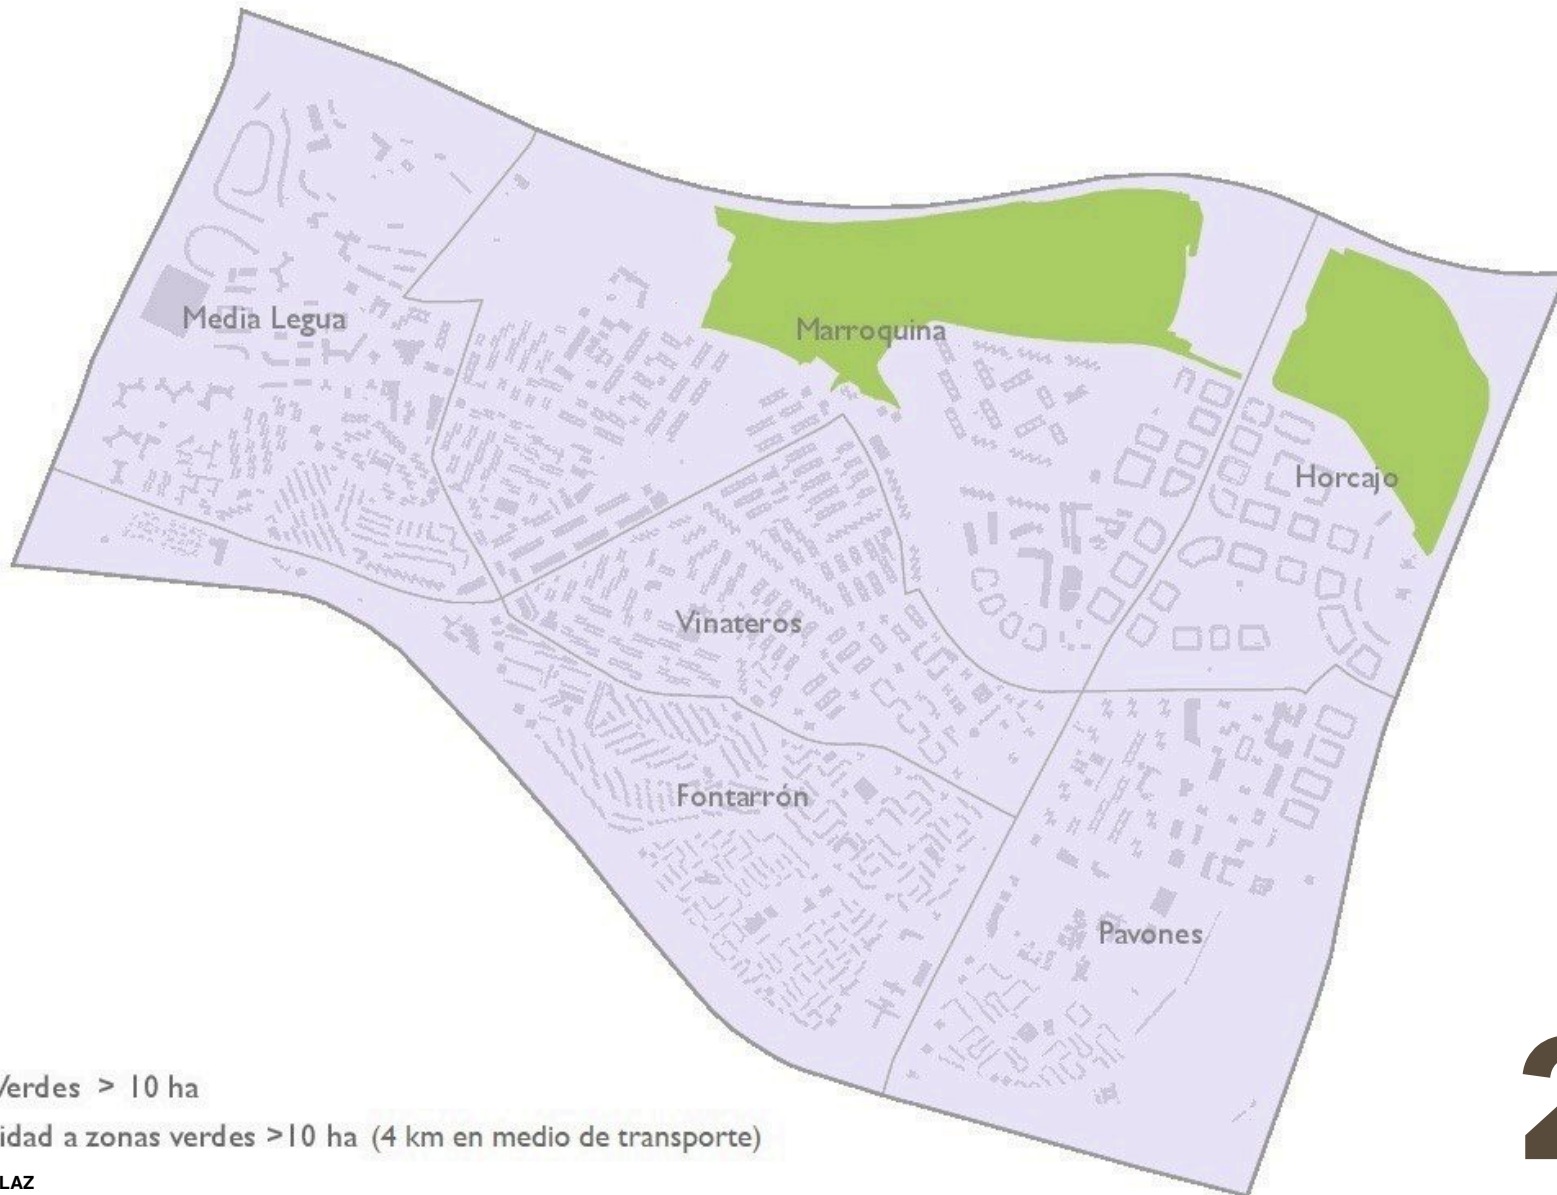 Media Legua
Marroquina
Horcajo
Vinateros
Fontarrón
Pavones
Verdes > 10 ha
idad a zonas verdes >10 ha (4 km en medio de transporte)
LAZ
2